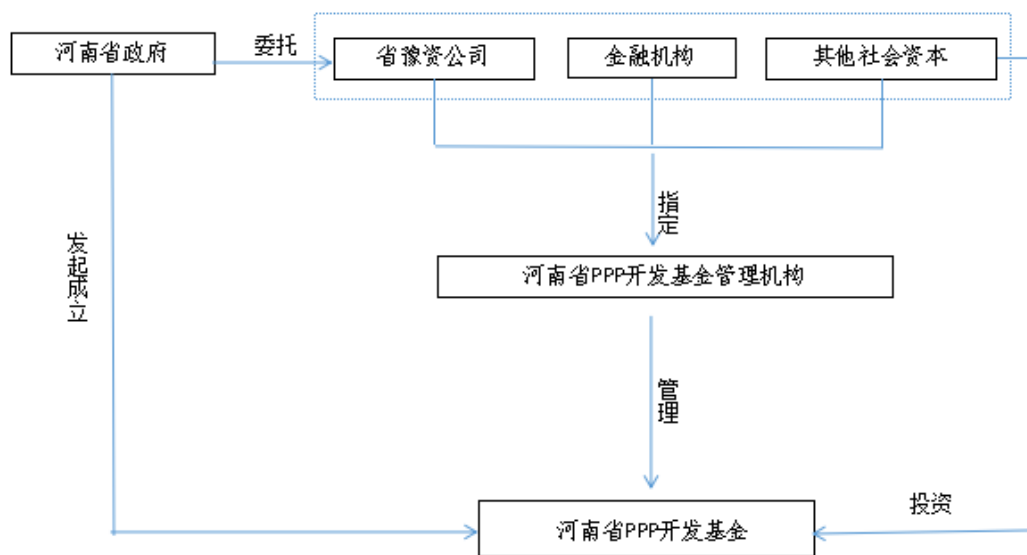 河南省政府
委托
省豫资公司
金融机构
其他社会资本
指定
发起成立
河南省PPP开发基金管理机构
管理
投资
河南省PPP开发基金